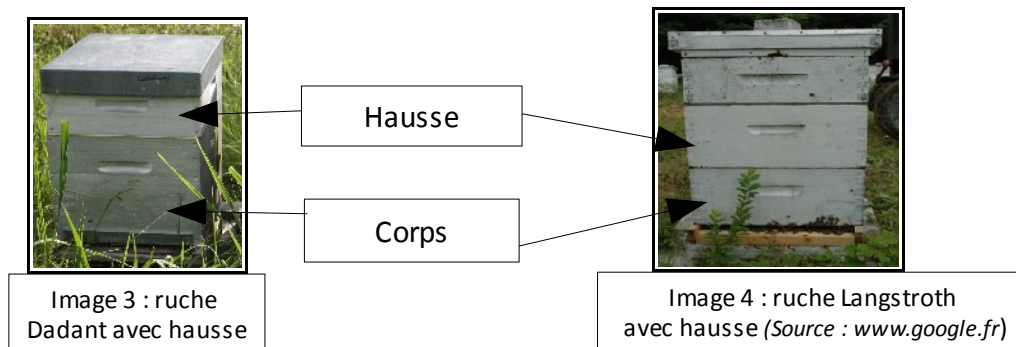 Hausse
Corps
Image 3 : ruche
Dadant avec hausse
Image 4 : ruche Langstroth
avec hausse (Source : www.google.fr)